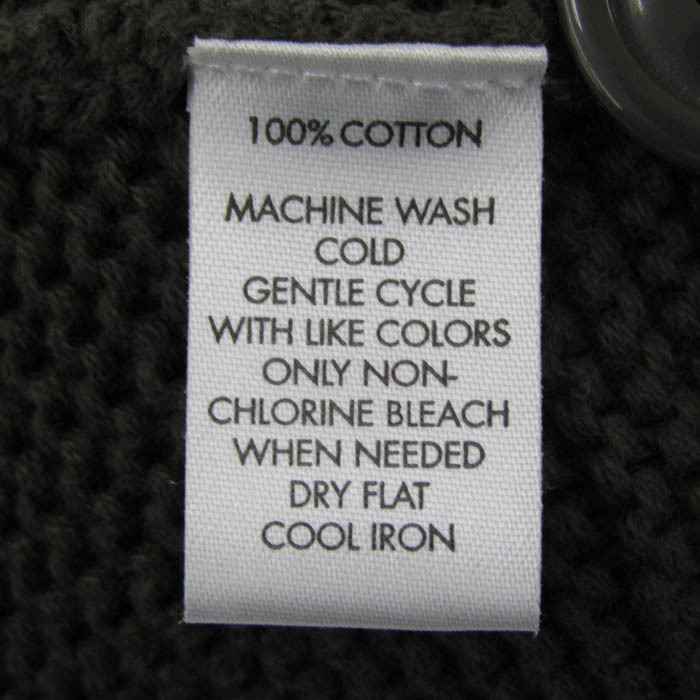 100% COTTON
MACHINE WASH
COLD
GENTLE CYCLE
WITH LIKE COLORS
ONLY NON-
CHLORINE BLEACH
WHEN NEEDED
DRY FLAT
COOL IRON